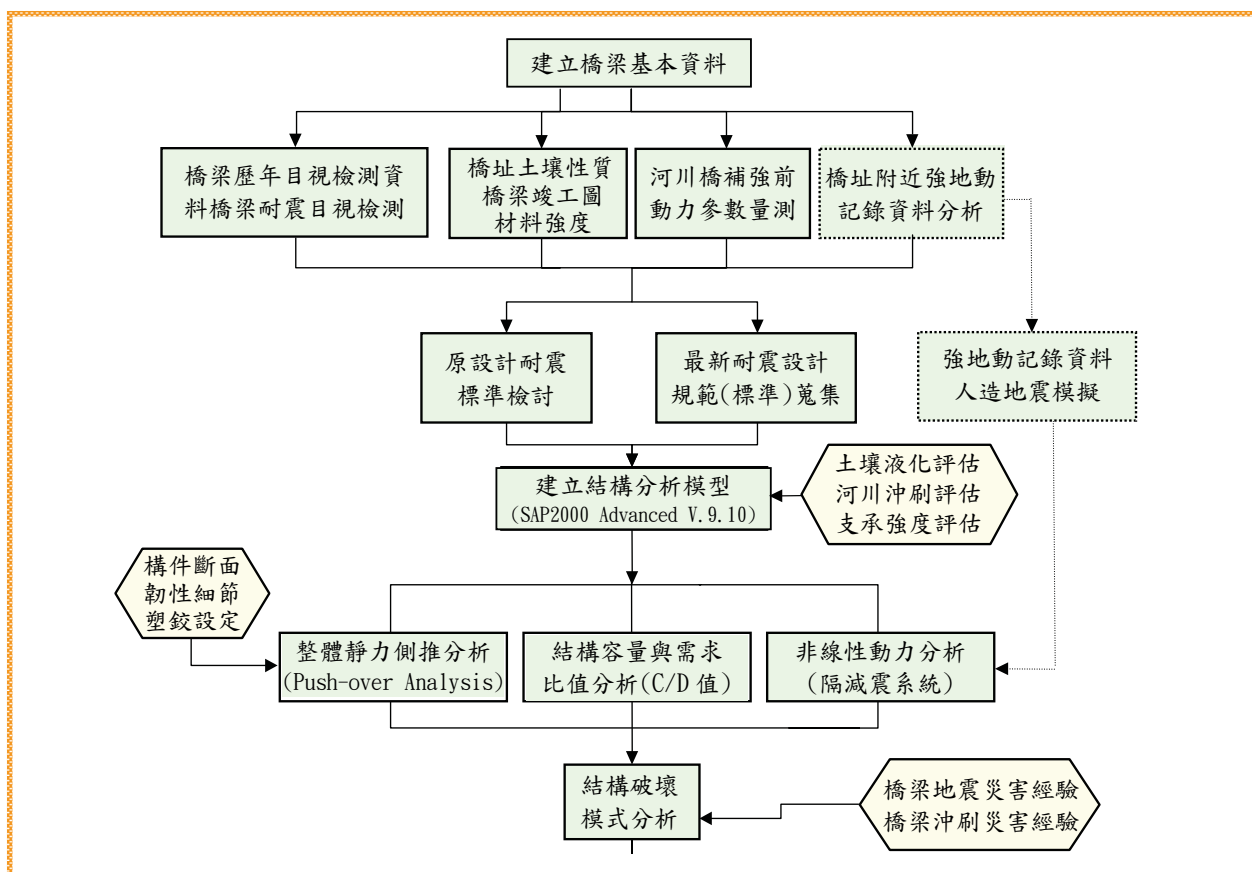 建立橋梁基本資料
橋梁歷年目視檢測資
料橋梁耐震目視檢測
橋址土壤性質
橋梁竣工圖
材料強度
河川橋補強前
動力參數量測
橋址附近強地動
記錄資料分析
原設計耐震
標準檢討
最新耐震設計
規範(標準)蒐集
強地動記錄資料
人造地震模擬
建立結構分析模型
(SAP2000 Advanced V.9.10)
土壤液化評估
河川沖刷評估
支承強度評估
構件斷面
韌性細節
塑鉸設定
整體靜力側推分析
(Push-over Analysis)
結構容量與需求
比值分析(C/D 值)
非線性動力分析
(隔減震系統)
結構破壞
模式分析
橋梁地震災害經驗
橋梁沖刷災害經驗